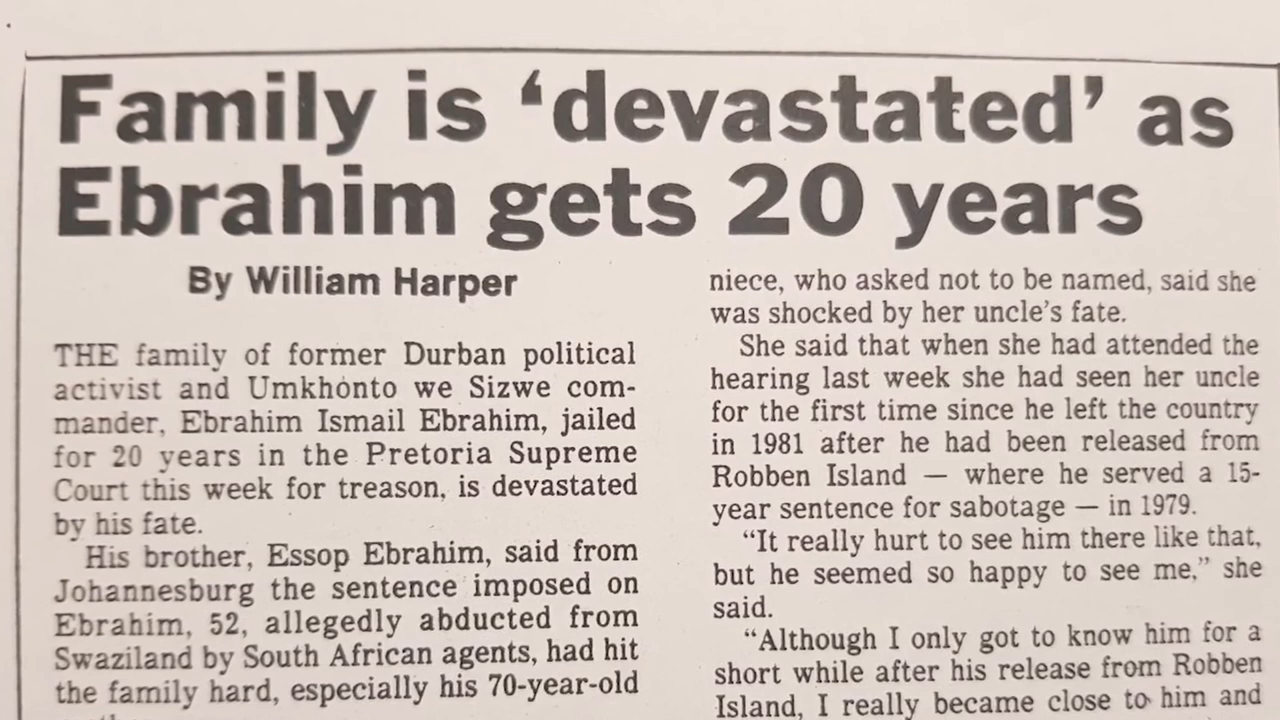 Family is ‘devastated’ as
Ebrahim gets 20 years
By William Harper
THE family of former Durban political
activist and Umkhonto we Sizwe com-
mander, Ebrahim Ismail Ebrahim, jailed
for 20 years in the Pretoria Supreme
Court this week for treason, is devastated
by his fate.
His brother, Essop Ebrahim, said from
Johannesburg the sentence imposed on
Ebrahim, 52, allegedly abducted from
Swaziland by South African agents, had hit
the family hard, especially his 70-year-old
niece, who asked not to be named, said she
was shocked by her uncle’s fate.
She said that when she had attended the
hearing last week she had seen her uncle
for the first time since he left the country
in 1981 after he had been released from
Robben Island — where he served a 15-
year sentence for sabotage — in 1979.
“It really hurt to see him there like that,
but he seemed so happy to see me,” she
said.
“Although I only got to know him for a
short while after his release from Robben
Island, I really became close to him and